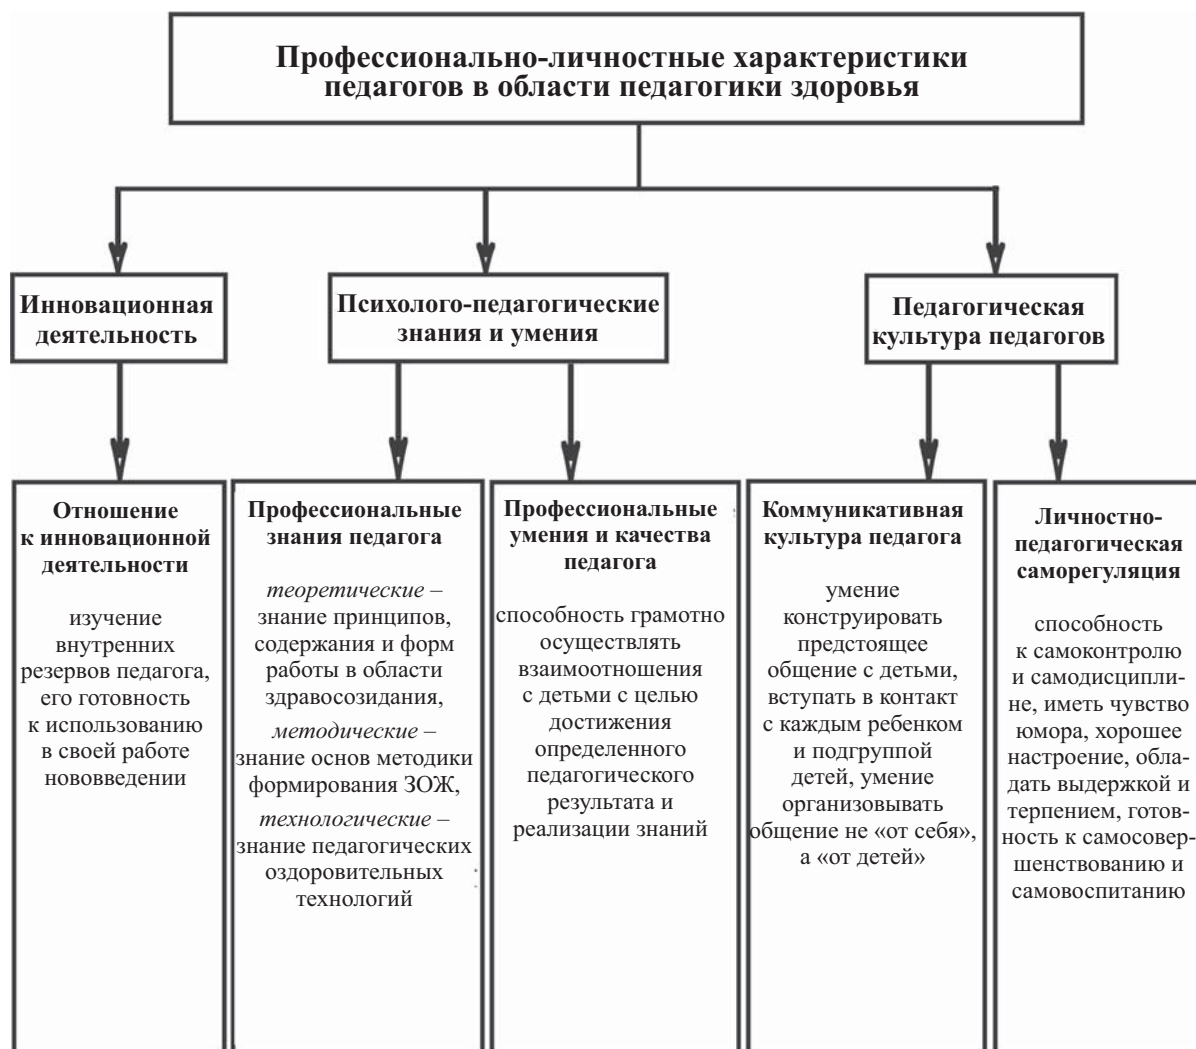 Профессионально-личностные характеристики
педагогов в области педагогики здоровья
Инновационная
деятельность
Психолого-педагогические
знания и умения
Педагогическая
культура педагогов
Отношение
к инновационной
деятельности
изучение
внутренних
резервов педагога,
его готовность
к использованию
в своей работе
нововведении
Профессиональные
знания педагога
теоретические –
знание принципов,
содержания и форм
работы в области
здравосозидания,
методические –
знание основ методики
формирования ЗОЖ,
технологические –
знание педагогических
оздоровительных
технологий
Профессиональные
умения и качества
педагога
способность грамотно
осуществлять
взаимоотношения
с детьми с целью
достижения
определенного
педагогического
результата и
реализации знаний
Коммуникативная
культура педагога
умение
конструировать
предстоящее
общение с детьми,
вступать в контакт
с каждым ребенком
и подгруппой
детей, умение
организовывать
общение не «от себя»,
а «от детей»
Личностно-
педагогическая
саморегуляция
способность
к самоконтролю
и самодисципли-
не, иметь чувство
юмора, хорошее
настроение, обла-
дать выдержкой и
терпением, готов-
ность к самосовер-
шенствованию и
самовоспитанию